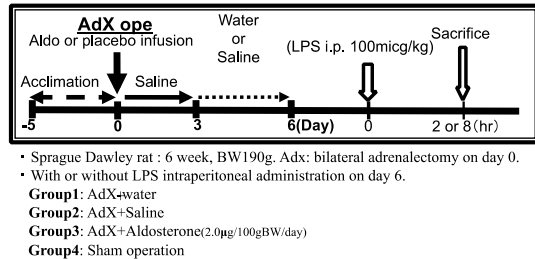 AdX ope
Aldo or placebo infusion
Water
or
Saline
(LPS i.p. 100micg/kg)
Sacrifice
Acclimation
Saline
-5
0
3
6(Day)
0
2 or 8(hr)
・Sprague Dawley rat : 6 week, BW190g. Adx: bilateral adrenalectomy on day 0.
・With or without LPS intraperitoneal administration on day 6.
Group1: AdX+water
Group2: AdX+Saline
Group3: AdX+Aldosterone(2.0μg/100gBW/day)
Group4: Sham operation